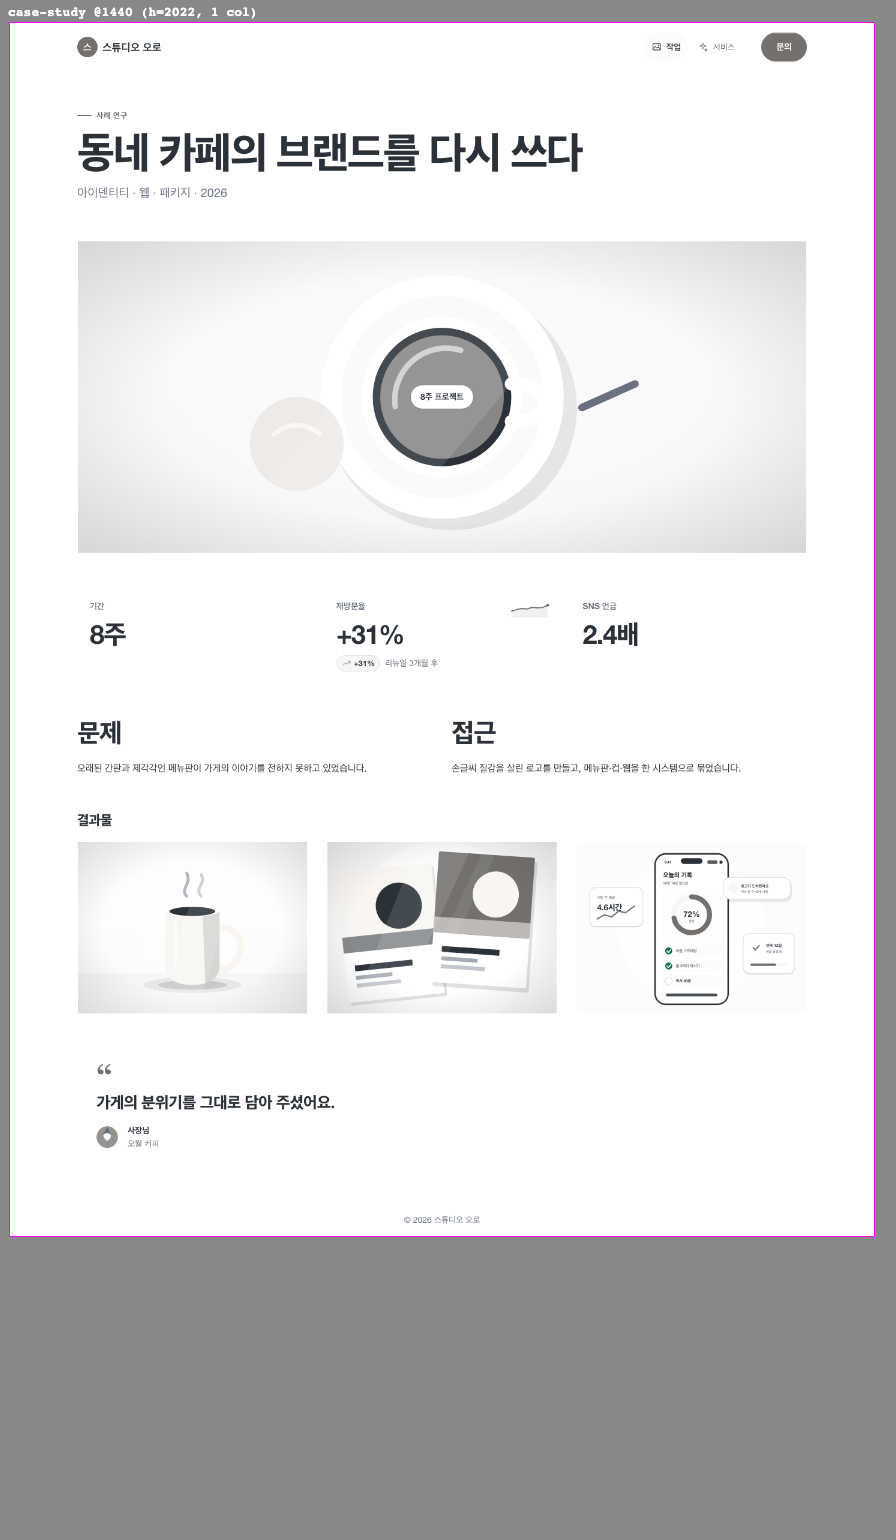 case-study @1440 (h=2022, 1 col)
스 스튜디오 오로
작업
서비스
문의
사례 연구
동네 카페의 브랜드를 다시 쓰다
아이덴티티 · 웹 · 패키지 · 2026
8주 프로젝트
기간
8주
재방문율
+31%
+31% 리뉴얼 3개월 후
SNS 언급
2.4배
문제
오래된 간판과 제각각인 메뉴판이 가게의 이야기를 전하지 못하고 있었습니다.
접근
손글씨 질감을 살린 로고를 만들고, 메뉴판·컵·웹을 한 시스템으로 묶었습니다.
결과물
9:41
오늘의 기록
4.6시간
72%
“
가게의 분위기를 그대로 담아 주셨어요.
사장님
오월 커피
© 2026 스튜디오 오로